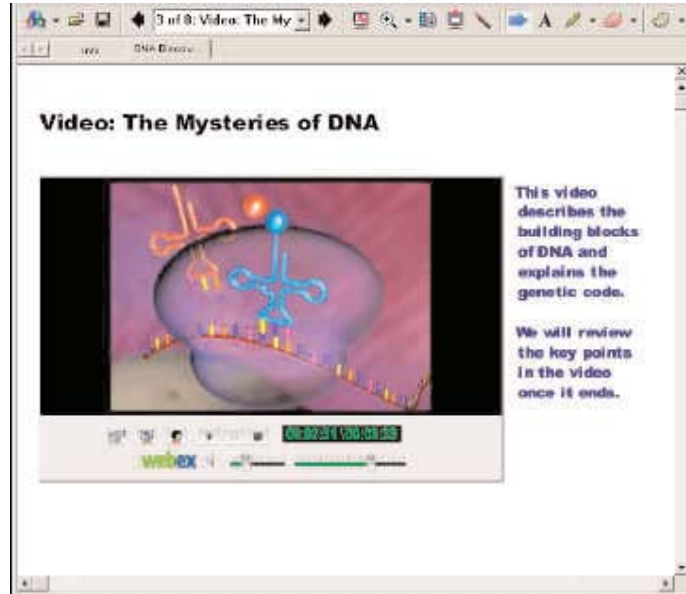 3 of 8: Video: The My
A
DNA Discov...
Video: The Mysteries of DNA
This video
describes the
building blocks
of DNA and
explains the
genetic code.
We will review
the key points
in the video
once it ends.
webex